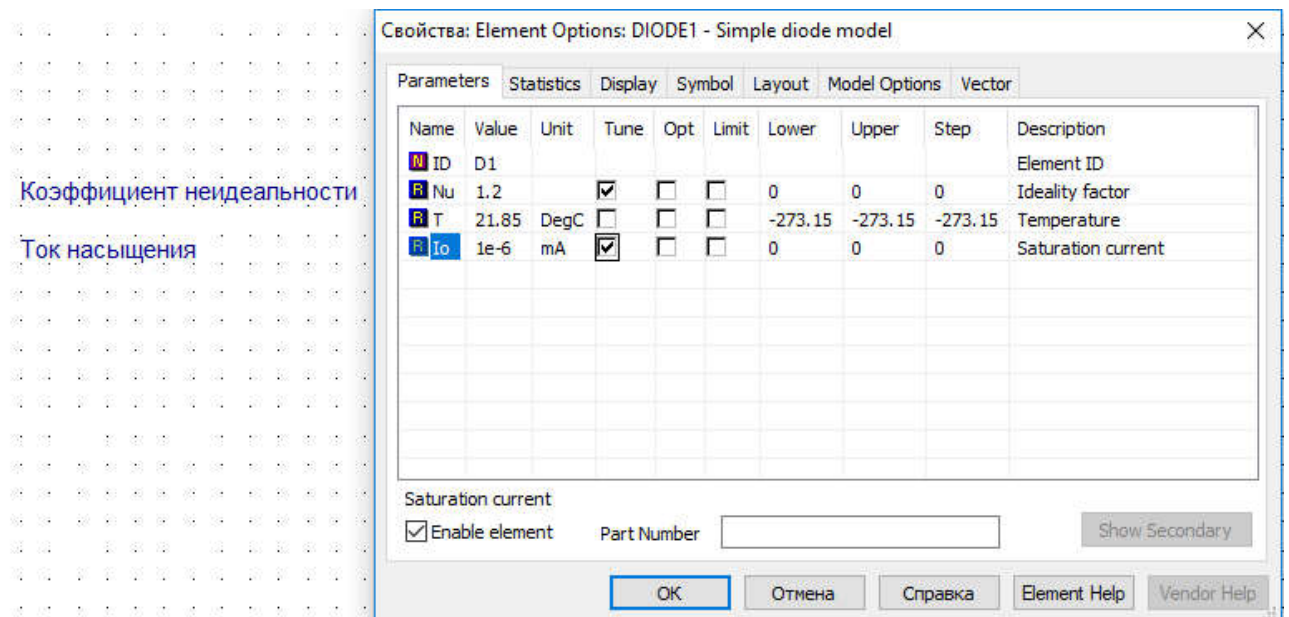 Свойства: Element Options: DIODE1 - Simple diode model
Parameters Statistics Display Symbol Layout Model Options Vector
Name Value Unit Tune Opt Limit Lower Upper Step Description
N ID D1 Element ID
Коэффициент неидеальности
R Nu 1.2 0 0 0 Ideality factor
R T 21.85 DegC -273.15 -273.15 -273.15 Temperature
Ток насыщения
R Io 1e-6 mA 0 0 0 Saturation current
Saturation current
Enable element Part Number Show Secondary
ОК Отмена Справка Element Help Vendor Help